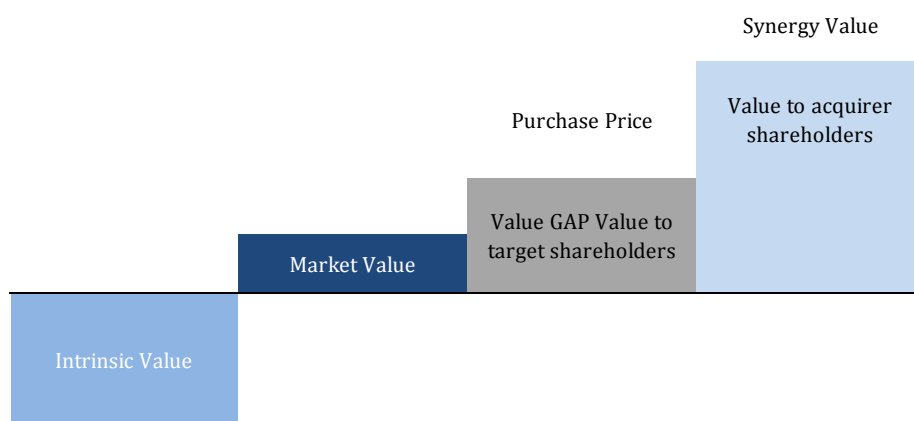 Synergy Value
Value to acquirer
shareholders
Purchase Price
Value GAP Value to
target shareholders
Market Value
Intrinsic Value